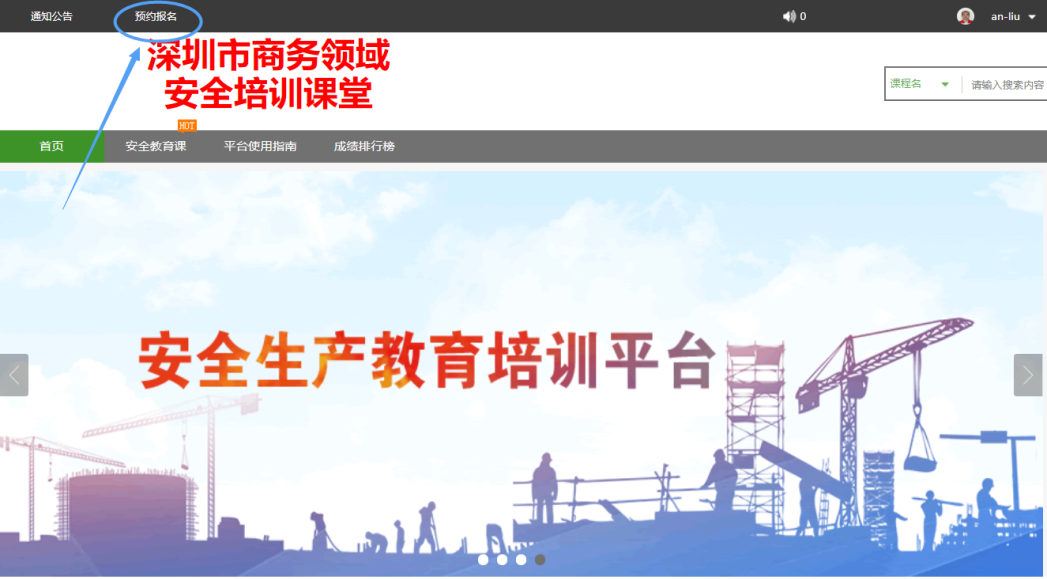 通知公告
预约报名
0
an-liu
深圳市商务领域
安全培训课堂
课程名
请输入搜索内容
HOT
首页
安全教育课
平台使用指南
成绩排行榜
安全生产教育培训平台